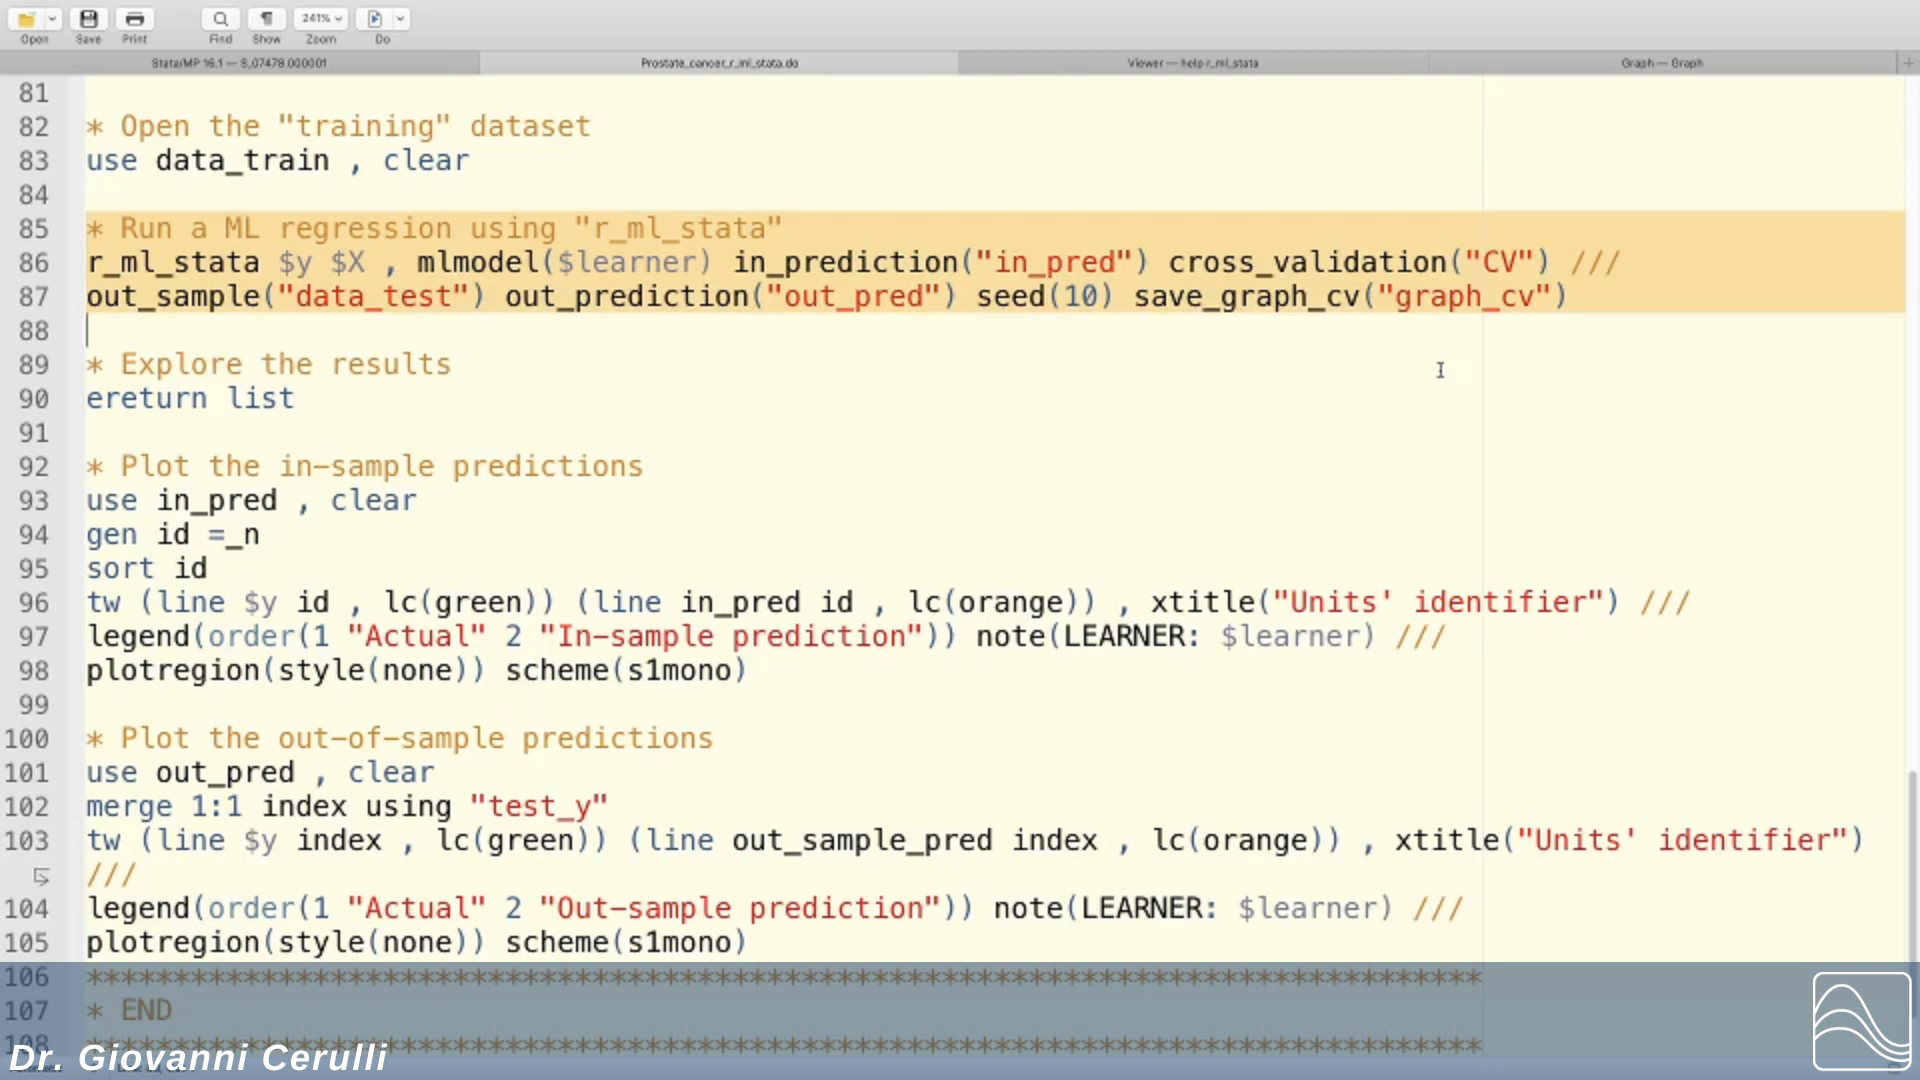 241%
Open Save Print Find Show Zoom Do
Stata/MP 16.1 — S_07478.000001 Prostate_cancer_r_ml_stata.do Viewer — help r_ml_stata Graph — Graph
81
82 * Open the "training" dataset
83 use data_train , clear
84
85 * Run a ML regression using "r_ml_stata"
86 r_ml_stata $y $X , mlmodel($learner) in_prediction("in_pred") cross_validation("CV") ///
87 out_sample("data_test") out_prediction("out_pred") seed(10) save_graph_cv("graph_cv")
88
89 * Explore the results
90 ereturn list
91
92 * Plot the in-sample predictions
93 use in_pred , clear
94 gen id =_n
95 sort id
96 tw (line $y id , lc(green)) (line in_pred id , lc(orange)) , xtitle("Units' identifier") ///
97 legend(order(1 "Actual" 2 "In-sample prediction")) note(LEARNER: $learner) ///
98 plotregion(style(none)) scheme(s1mono)
99
100 * Plot the out-of-sample predictions
101 use out_pred , clear
102 merge 1:1 index using "test_y"
103 tw (line $y index , lc(green)) (line out_sample_pred index , lc(orange)) , xtitle("Units' identifier")
///
104 legend(order(1 "Actual" 2 "Out-sample prediction")) note(LEARNER: $learner) ///
105 plotregion(style(none)) scheme(s1mono)
106 ********************************************************************************
107 * END
108 ********************************************************************************
Dr. Giovanni Cerulli